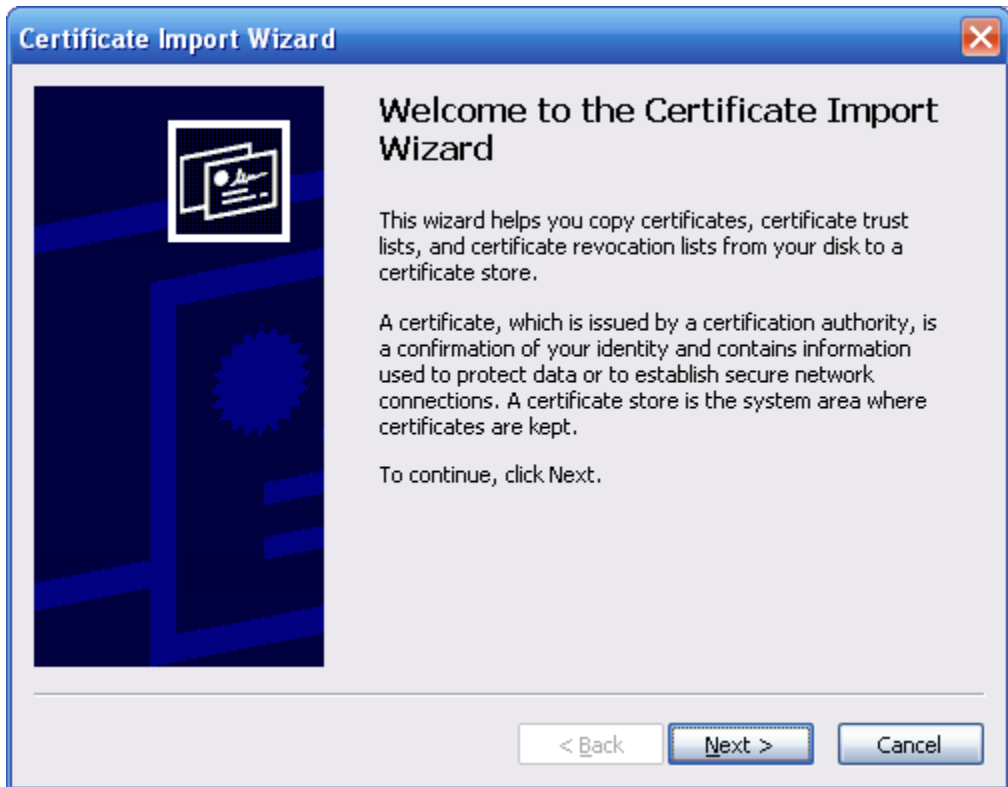 Certificate Import Wizard
Welcome to the Certificate Import
Wizard
This wizard helps you copy certificates, certificate trust
lists, and certificate revocation lists from your disk to a
certificate store.
A certificate, which is issued by a certification authority, is
a confirmation of your identity and contains information
used to protect data or to establish secure network
connections. A certificate store is the system area where
certificates are kept.
To continue, click Next.
< Back Next > Cancel